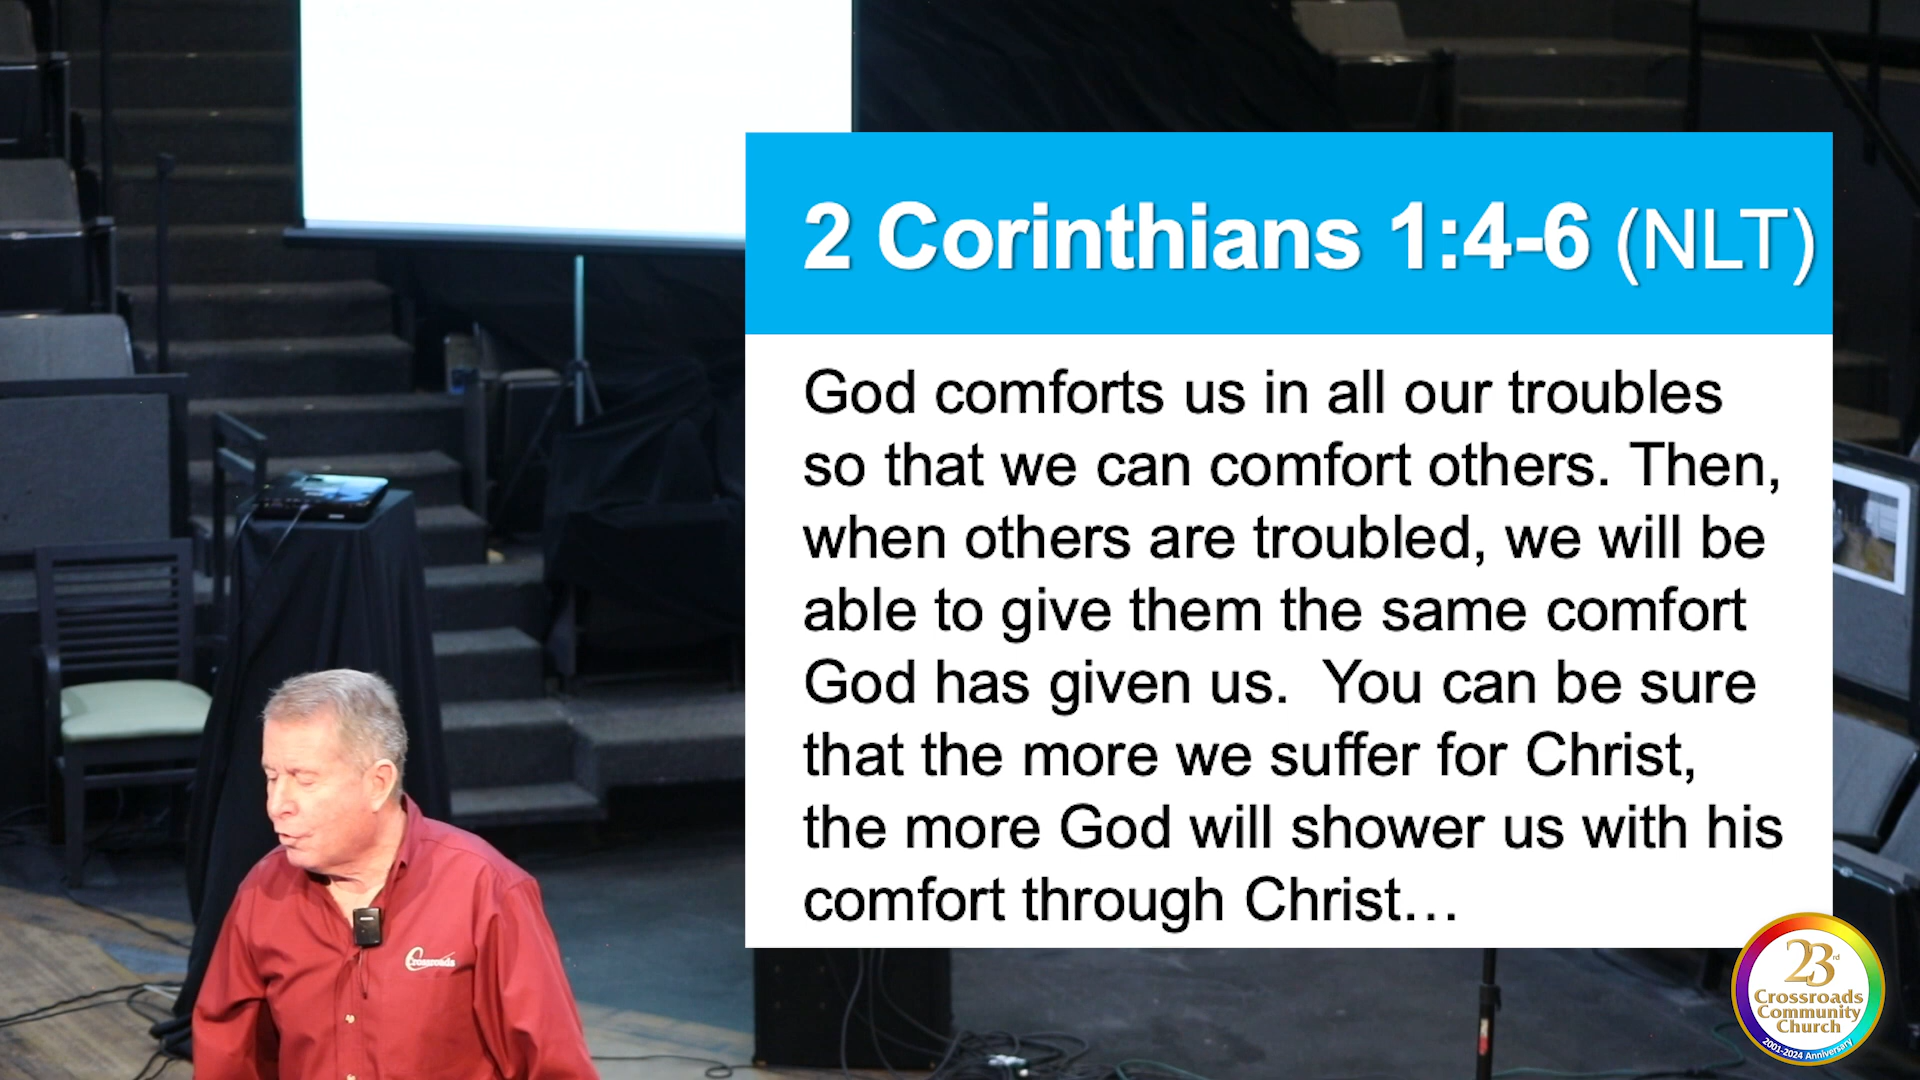 2 Corinthians 1:4-6 (NLT)
God comforts us in all our troubles
so that we can comfort others. Then,
when others are troubled, we will be
able to give them the same comfort
God has given us.  You can be sure
that the more we suffer for Christ,
the more God will shower us with his
comfort through Christ…
Crossroads
23rd
Crossroads
Community
Church
2001-2024 Anniversary